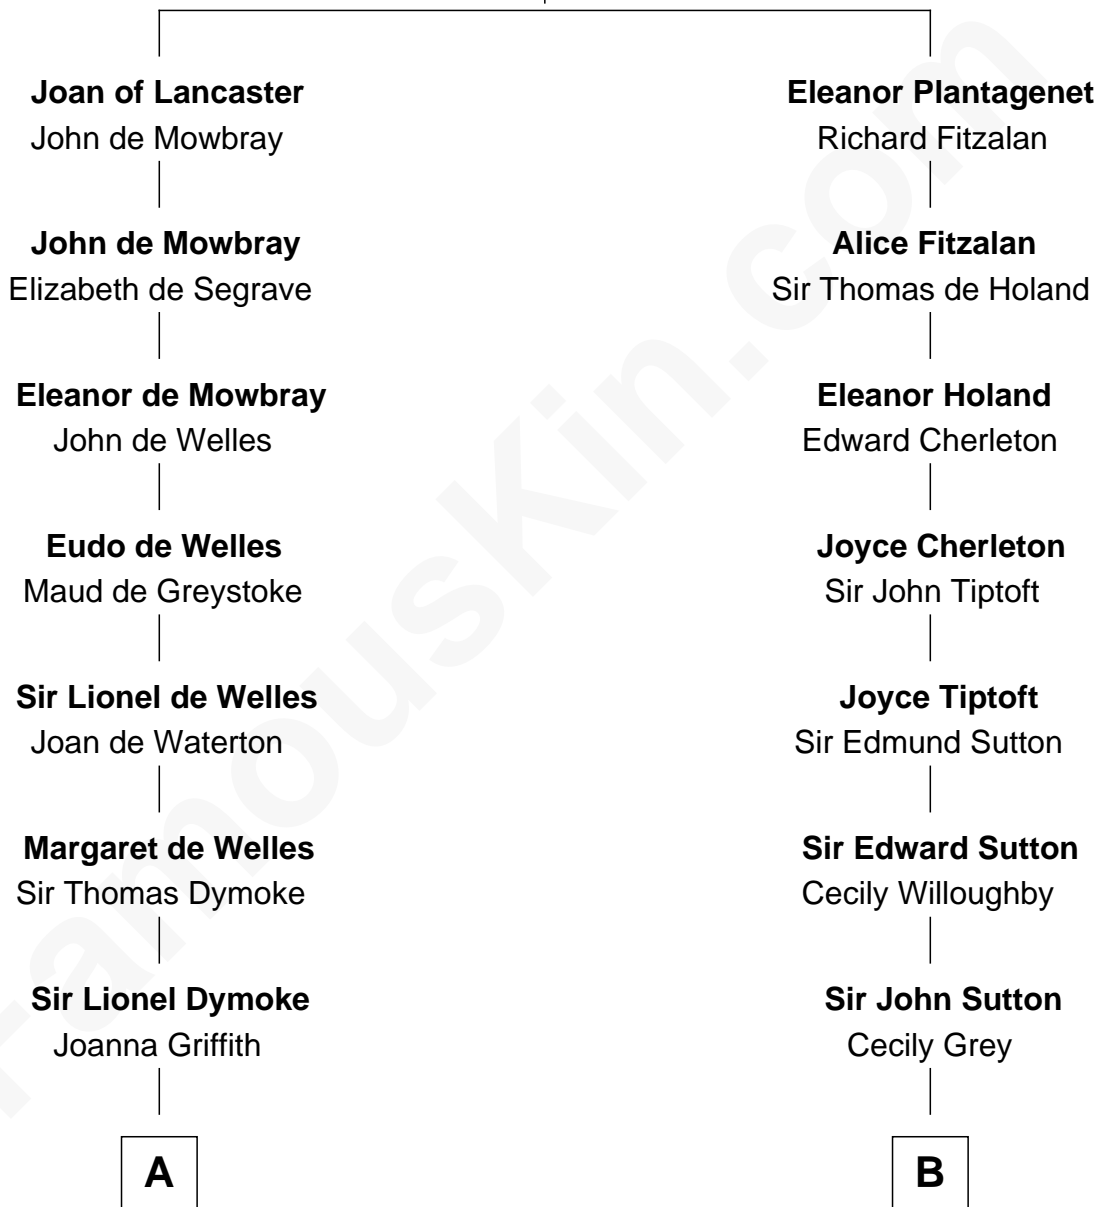 Joan of Lancaster
John de Mowbray
John de Mowbray
Elizabeth de Segrave
Eleanor de Mowbray
John de Welles
Eudo de Welles
Maud de Greystoke
Sir Lionel de Welles
Joan de Waterton
Margaret de Welles
Sir Thomas Dymoke
Sir Lionel Dymoke
Joanna Griffith
A
Eleanor Plantagenet
Richard Fitzalan
Alice Fitzalan
Sir Thomas de Holand
Eleanor Holand
Edward Cherleton
Joyce Cherleton
Sir John Tiptoft
Joyce Tiptoft
Sir Edmund Sutton
Sir Edward Sutton
Cecily Willoughby
Sir John Sutton
Cecily Grey
B
FamousKin.com